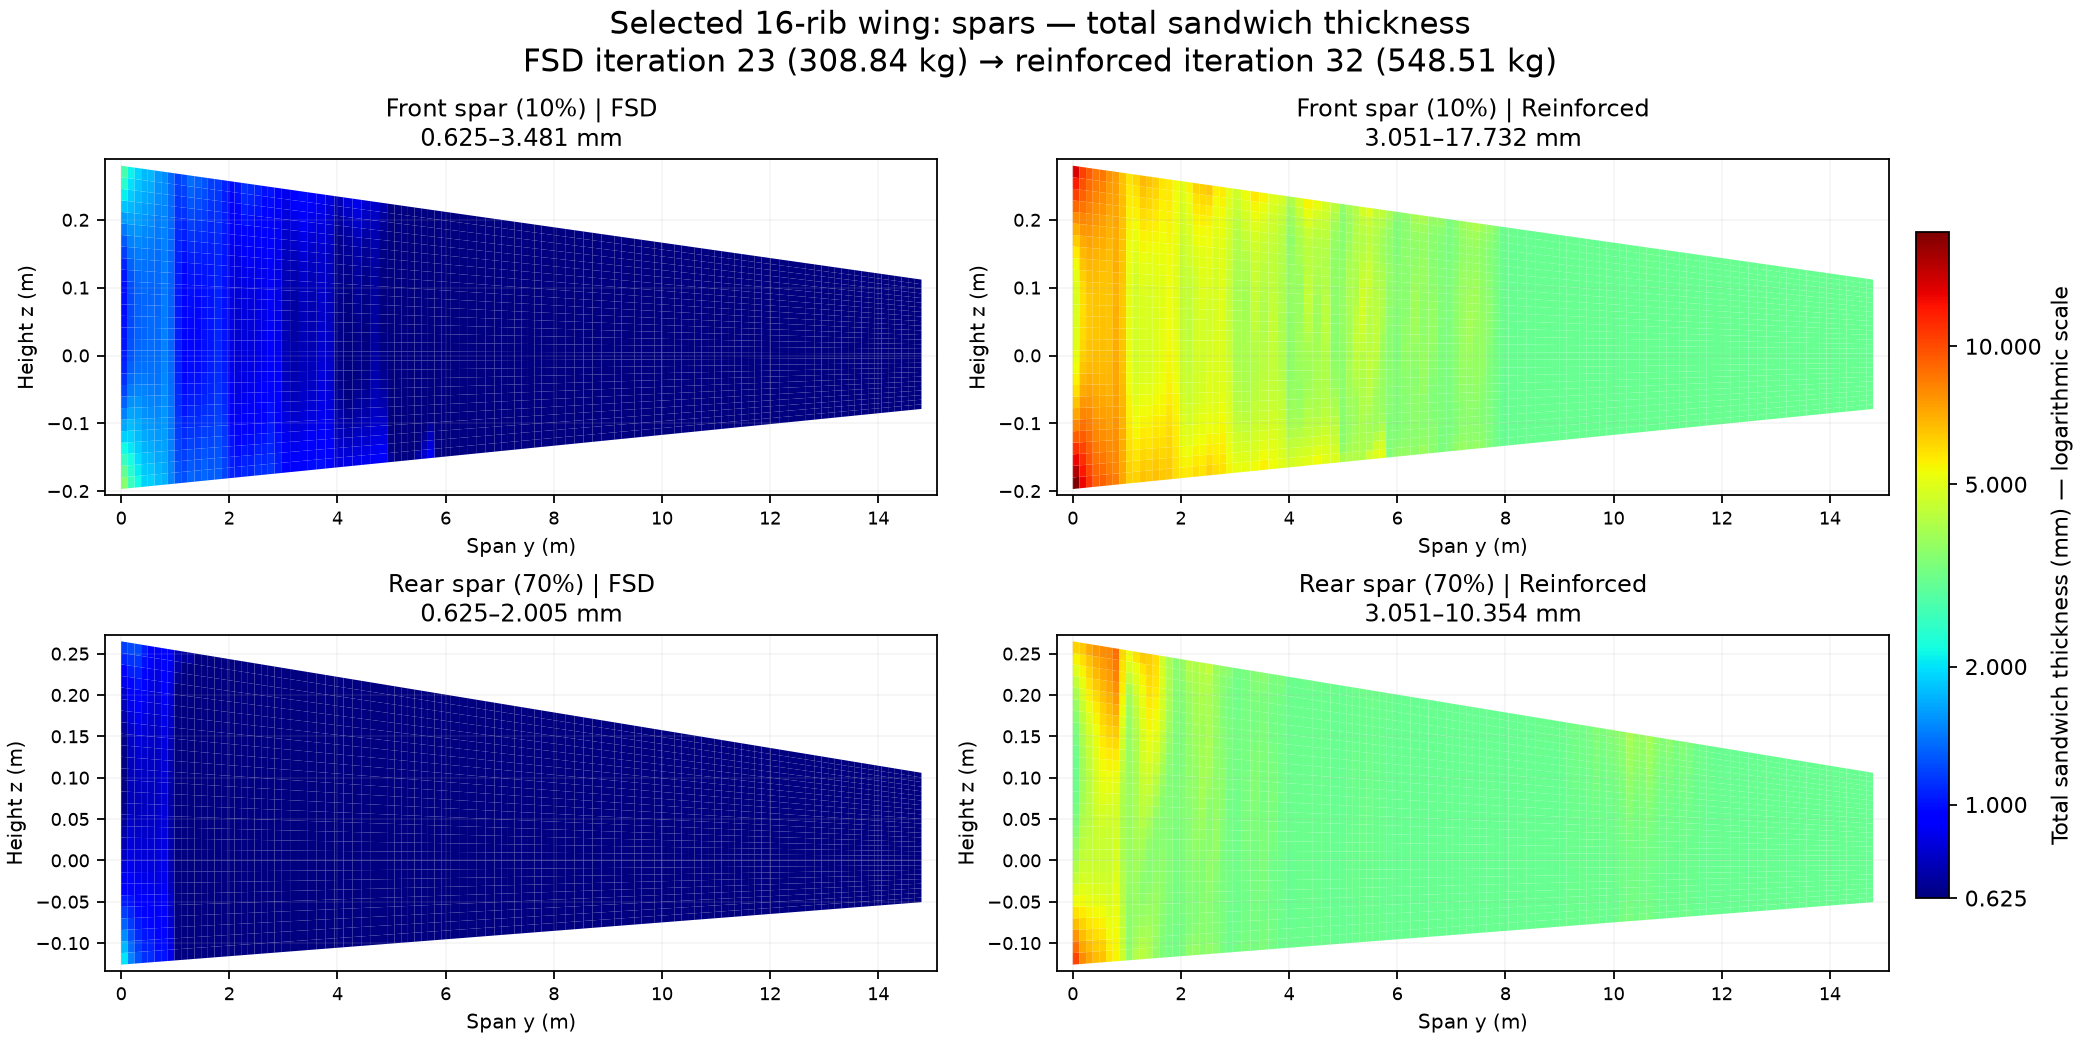 Selected 16-rib wing: spars — total sandwich thickness
FSD iteration 23 (308.84 kg) → reinforced iteration 32 (548.51 kg)
Front spar (10%) | FSD
0.625–3.481 mm
Height z (m)
0.2
0.1
0.0
−0.1
−0.2
0 2 4 6 8 10 12 14
Span y (m)
Front spar (10%) | Reinforced
3.051–17.732 mm
Height z (m)
0.2
0.1
0.0
−0.1
−0.2
0 2 4 6 8 10 12 14
Span y (m)
Rear spar (70%) | FSD
0.625–2.005 mm
Height z (m)
0.25
0.20
0.15
0.10
0.05
0.00
−0.05
−0.10
0 2 4 6 8 10 12 14
Span y (m)
Rear spar (70%) | Reinforced
3.051–10.354 mm
Height z (m)
0.25
0.20
0.15
0.10
0.05
0.00
−0.05
−0.10
0 2 4 6 8 10 12 14
Span y (m)
10.000
5.000
2.000
1.000
0.625
Total sandwich thickness (mm) — logarithmic scale